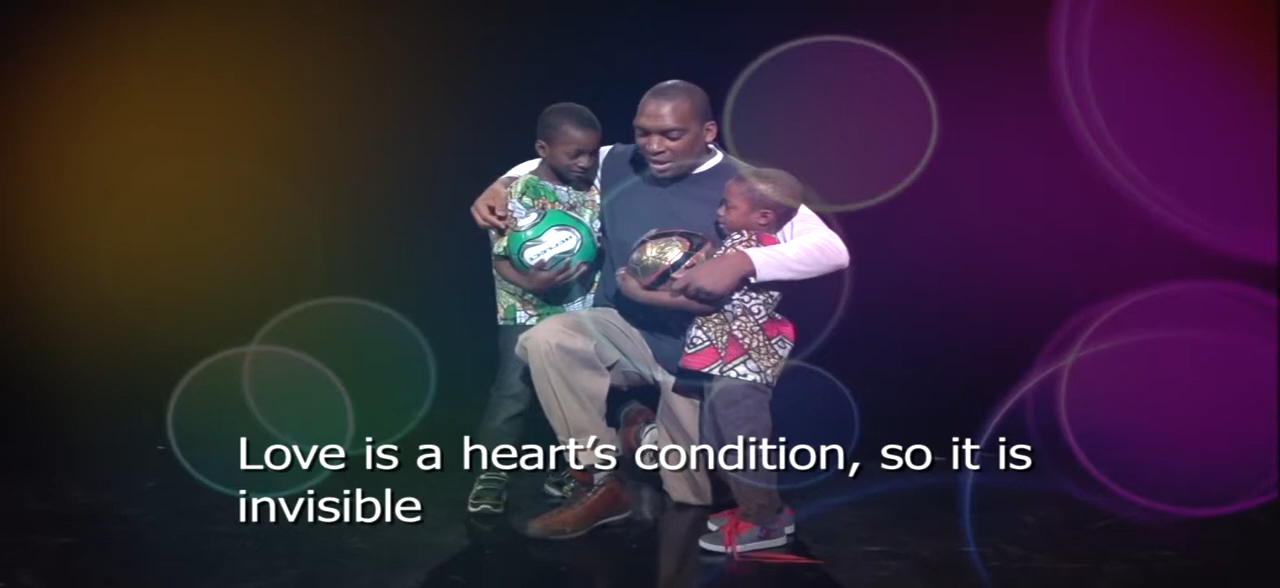 Love is a heart’s condition, so it is
invisible